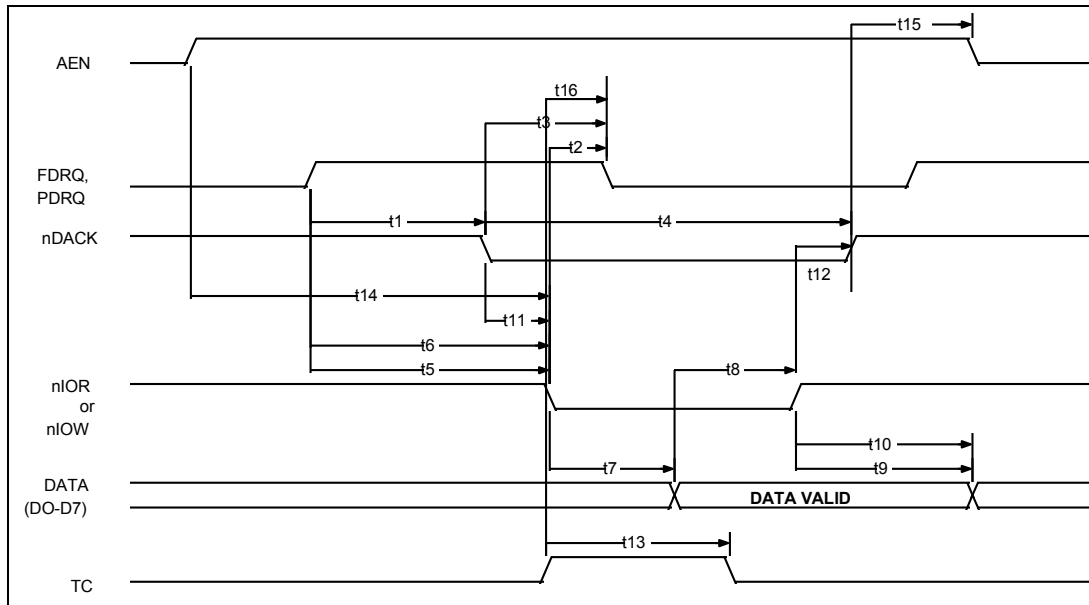 t15
AEN
t16
t3
t2
FDRQ,
PDRQ
t1
t4
nDACK
t12
t14
t11
t6
t5
t8
nIOR
or
nIOW
t10
t7
t9
DATA
(DO-D7)
DATA VALID
t13
TC